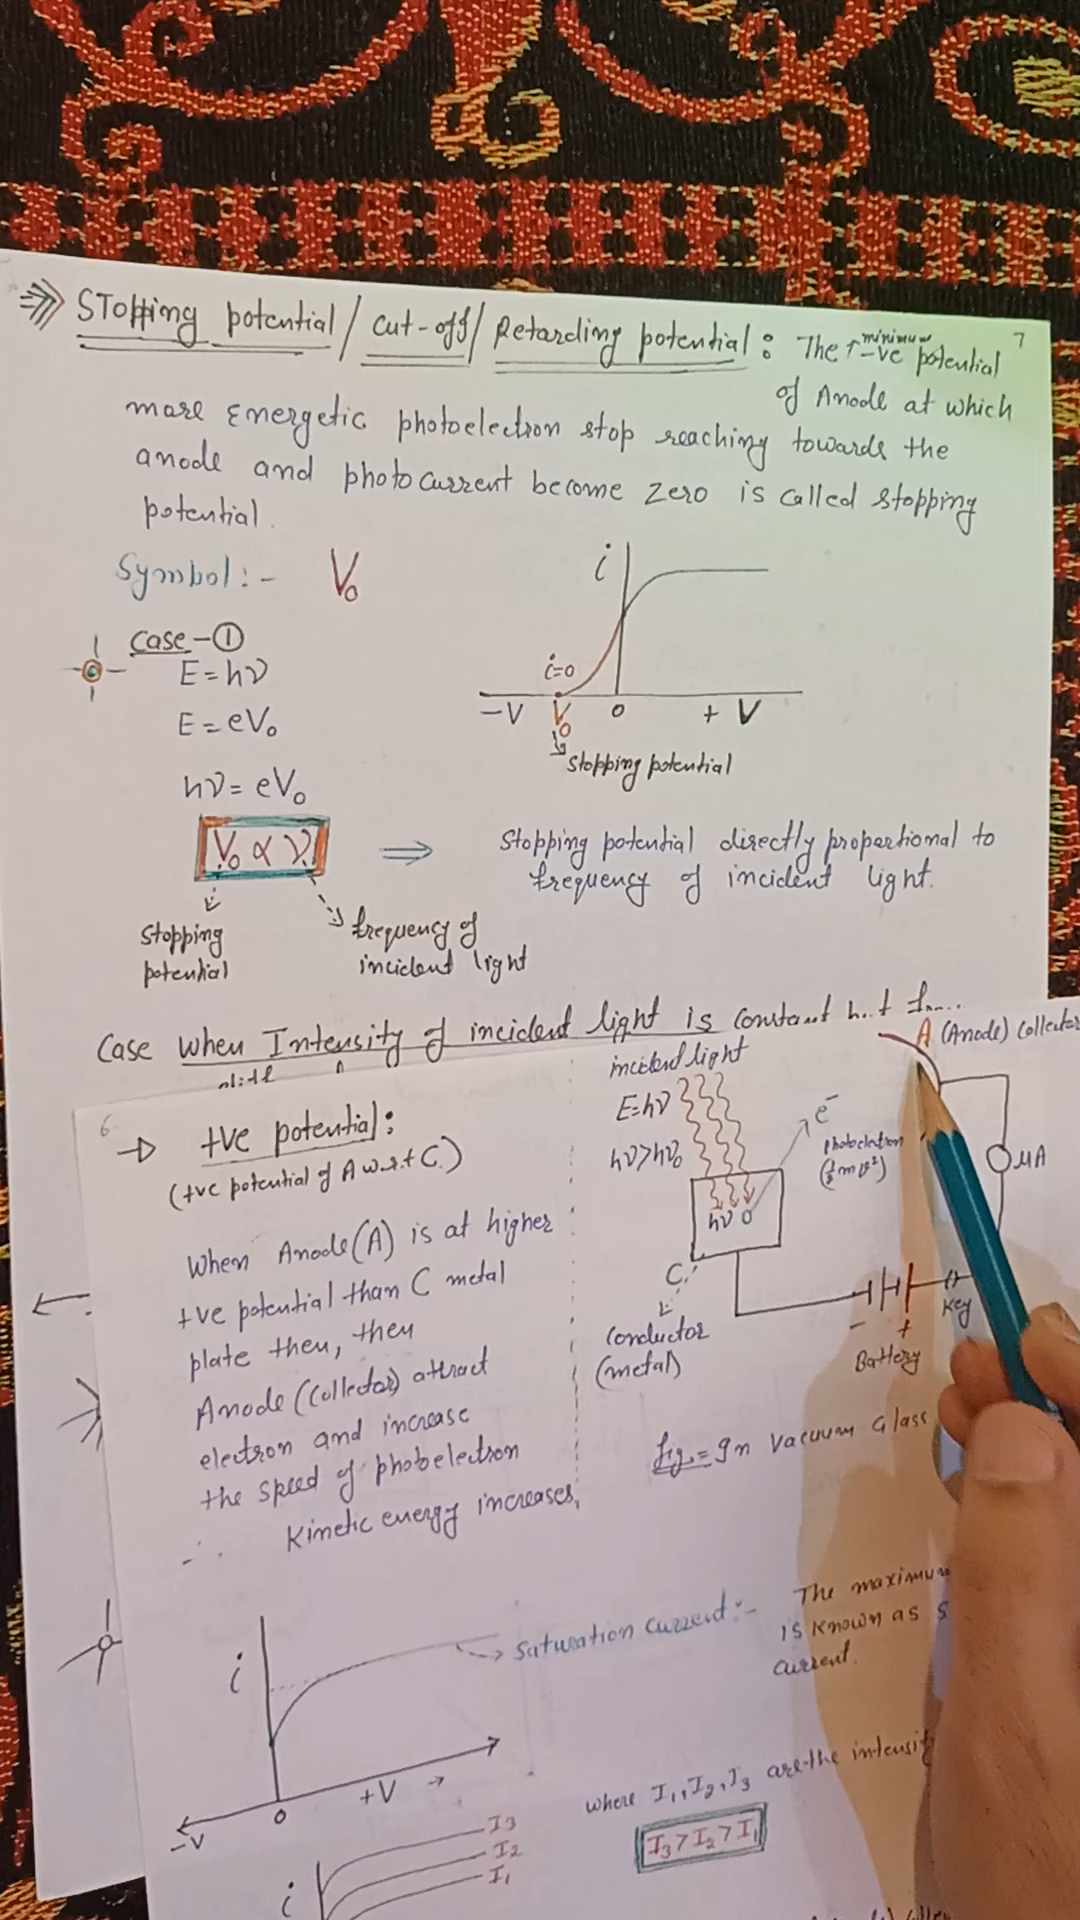 7
Stopping potential / cut-off / Retarding potential : The minimum -ve potential
of Anode at which
more Energetic photoelectron stop reaching towards the
anode and photocurrent become zero is called stopping
potential.
Symbol:- V₀
i
i=0
-V V₀ 0 + V
stopping potential
Case-①
E = hν
E = eV₀
hν = eV₀
V₀ ∝ ν ⇒ Stopping potential directly proportional to
frequency of incident light.
stopping
potential
frequency of
incident light
Case when Intensity of incident light is constant
6
+ve potential:
(+ve potential of A w.r.t C.)
When Anode(A) is at higher
+ve potential than C metal
plate then, then
Anode (collector) attract
electron and increase
the speed of photoelectron
∴ Kinetic energy increases,
incident light
E=hν
hν>hν₀
A (Anode) Collector
e⁻
photoelectron
μA
hν
C
Conductor
(metal)
- +
Battery
Key
fig.= In vacuum Glass
i
Saturation current:- The maximum
is known as
current.
-V 0 +V →
where I₁, I₂, I₃ are the
I₃ > I₂ > I₁
I₃
I₂
I₁
i